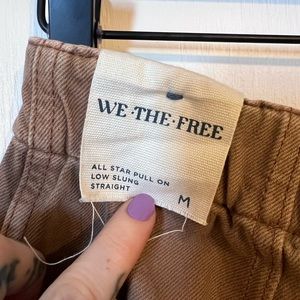 WE·THE·FREE
ALL STAR PULL ON
LOW SLUNG
STRAIGHT
M